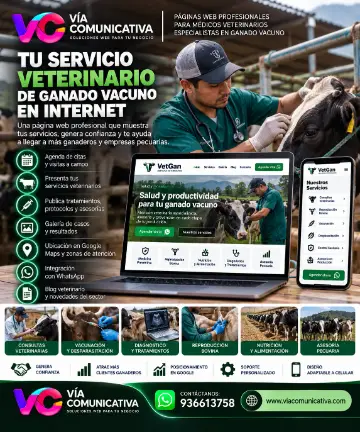 VC VÍA
COMUNICATIVA
SOLUCIONES WEB PARA TU NEGOCIO
PÁGINAS WEB PROFESIONALES
PARA MÉDICOS VETERINARIOS
ESPECIALISTAS EN GANADO VACUNO
TU SERVICIO
VETERINARIO
DE GANADO VACUNO
EN INTERNET
Una página web profesional que muestra
tus servicios, genera confianza y te ayuda
a llegar a más ganaderos y empresas pecuarias.
Agenda de citas
y visitas a campo
Presenta tus
servicios veterinarios
Publica tratamientos,
protocolos y asesorías
Galería de casos
y resultados
Ubicación en Google
Maps y zonas de atención
Integración
con WhatsApp
Blog veterinario
y novedades del sector
VetGan
Salud y productividad
para tu ganado vacuno
VetGan
Nuestros
Servicios
CONSULTAS
VETERINARIAS
VACUNACIÓN
Y DESPARASITACIÓN
DIAGNÓSTICO
Y TRATAMIENTOS
REPRODUCCIÓN
BOVINA
NUTRICIÓN
Y ALIMENTACIÓN
ASESORÍA
PECUARIA
GENERA
CONFIANZA
ATRAE MÁS
CLIENTES GANADEROS
POSICIONAMIENTO
EN GOOGLE
SOPORTE
PERSONALIZADO
DISEÑO
ADAPTABLE A CELULAR
VC VÍA
COMUNICATIVA
SOLUCIONES WEB PARA TU NEGOCIO
CONTÁCTANOS:
936613758
www.viacomunicativa.com